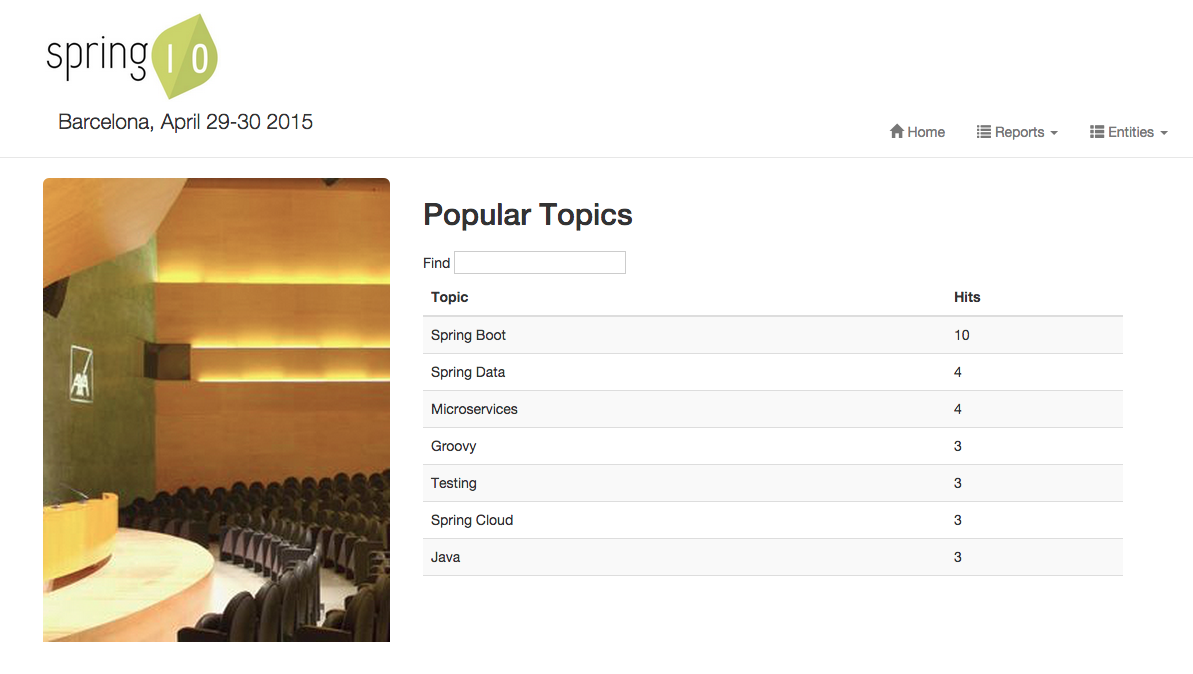 spring IO
Barcelona, April 29-30 2015
Home Reports Entities
Popular Topics
Find
Topic Hits
Spring Boot 10
Spring Data 4
Microservices 4
Groovy 3
Testing 3
Spring Cloud 3
Java 3